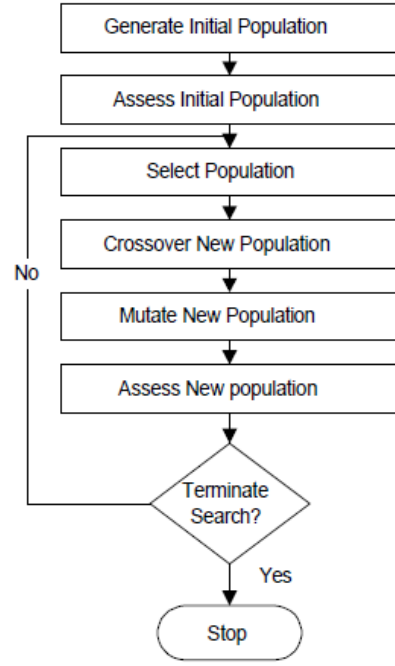 Generate Initial Population
Assess Initial Population
Select Population
Crossover New Population
No
Mutate New Population
Assess New population
Terminate
Search?
Yes
Stop